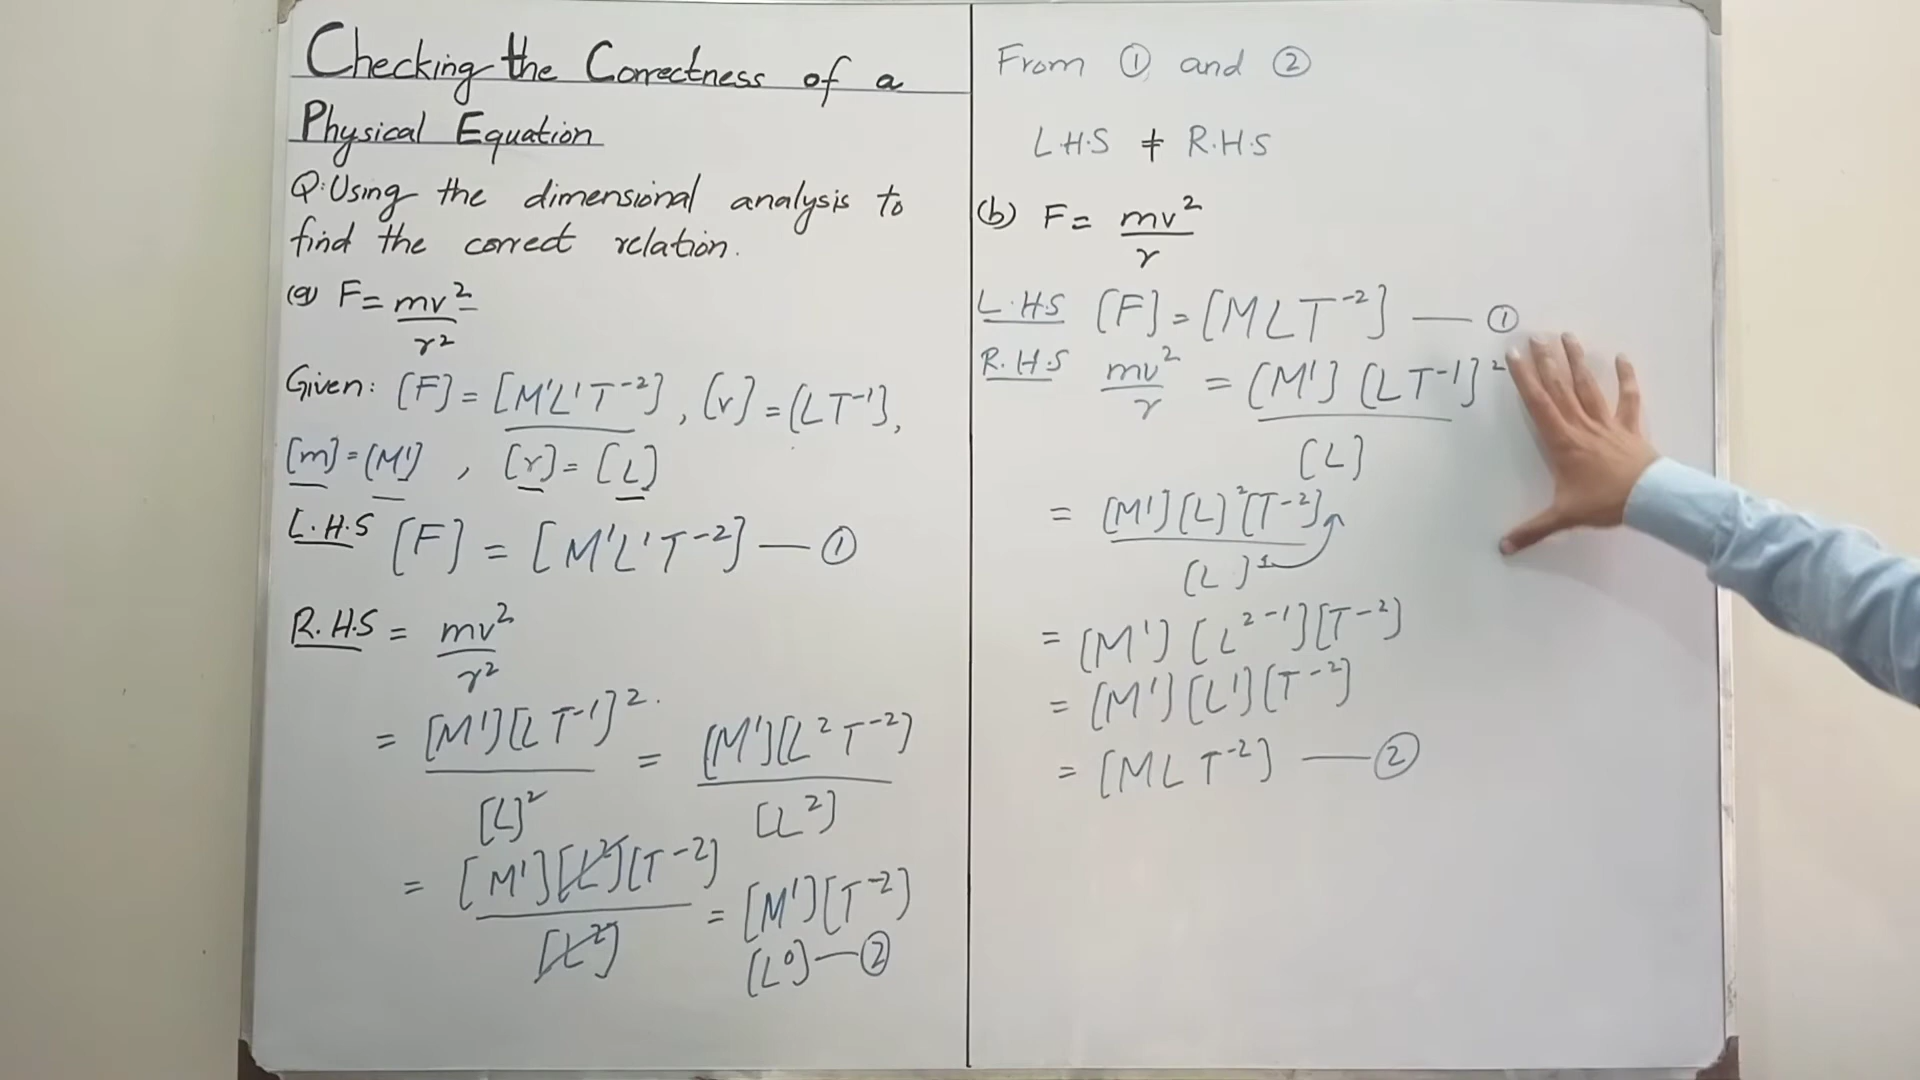 Checking the Correctness of a
Physical Equation
Q: Using the dimensional analysis to
find the correct relation.
(a) F = mv²/r²
Given: [F] = [M¹L¹T⁻²], [v] = [LT⁻¹],
[m] = [M¹], [r] = [L]
L.H.S [F] = [M¹L¹T⁻²] — ①
R.H.S = mv²/r²
= [M¹][LT⁻¹]²/[L]² = [M¹][L²T⁻²]/[L²]
= [M¹][L²][T⁻²]/[L²] = [M¹][T⁻²]
[L⁰] — ②
From ① and ②
L.H.S ≠ R.H.S
(b) F = mv²/r
L.H.S [F] = [MLT⁻²] — ①
R.H.S mv²/r = [M¹][LT⁻¹]²/[L]
= [M¹][L]²[T⁻²]/[L]¹
= [M¹][L²⁻¹][T⁻²]
= [M¹][L¹][T⁻²]
= [MLT⁻²] — ②